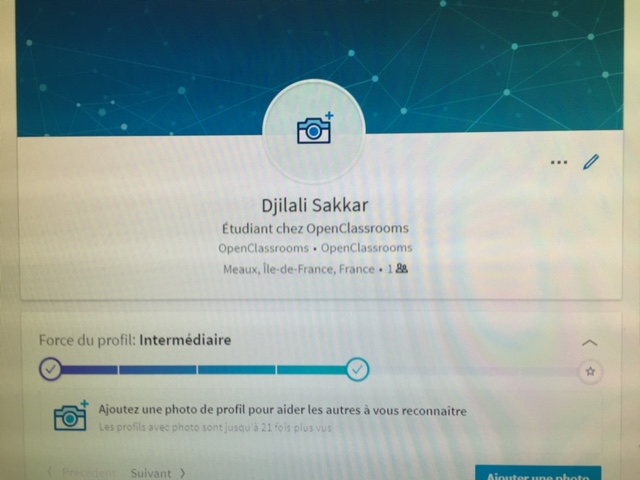 Djilali Sakkar
Étudiant chez OpenClassrooms
OpenClassrooms • OpenClassrooms
Meaux, Île-de-France, France • 1
Force du profil: Intermédiaire
Ajoutez une photo de profil pour aider les autres à vous reconnaitre
Les profils avec photo sont jusqu'à 21 fois plus vus
Précédent Suivant
Ajouter une photo